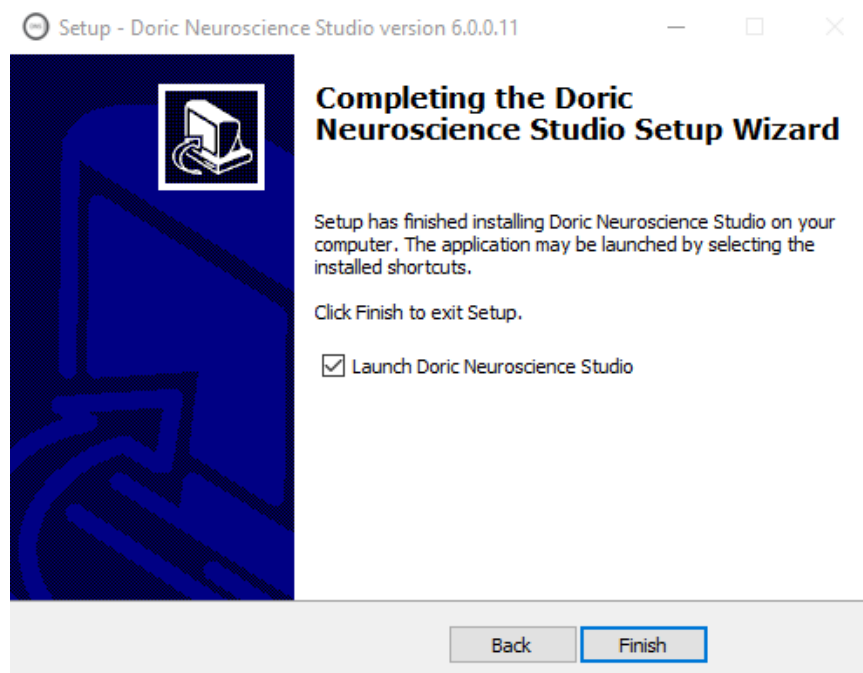 Setup - Doric Neuroscience Studio version 6.0.0.11
Completing the Doric
Neuroscience Studio Setup Wizard
Setup has finished installing Doric Neuroscience Studio on your
computer. The application may be launched by selecting the
installed shortcuts.
Click Finish to exit Setup.
Launch Doric Neuroscience Studio
Back
Finish